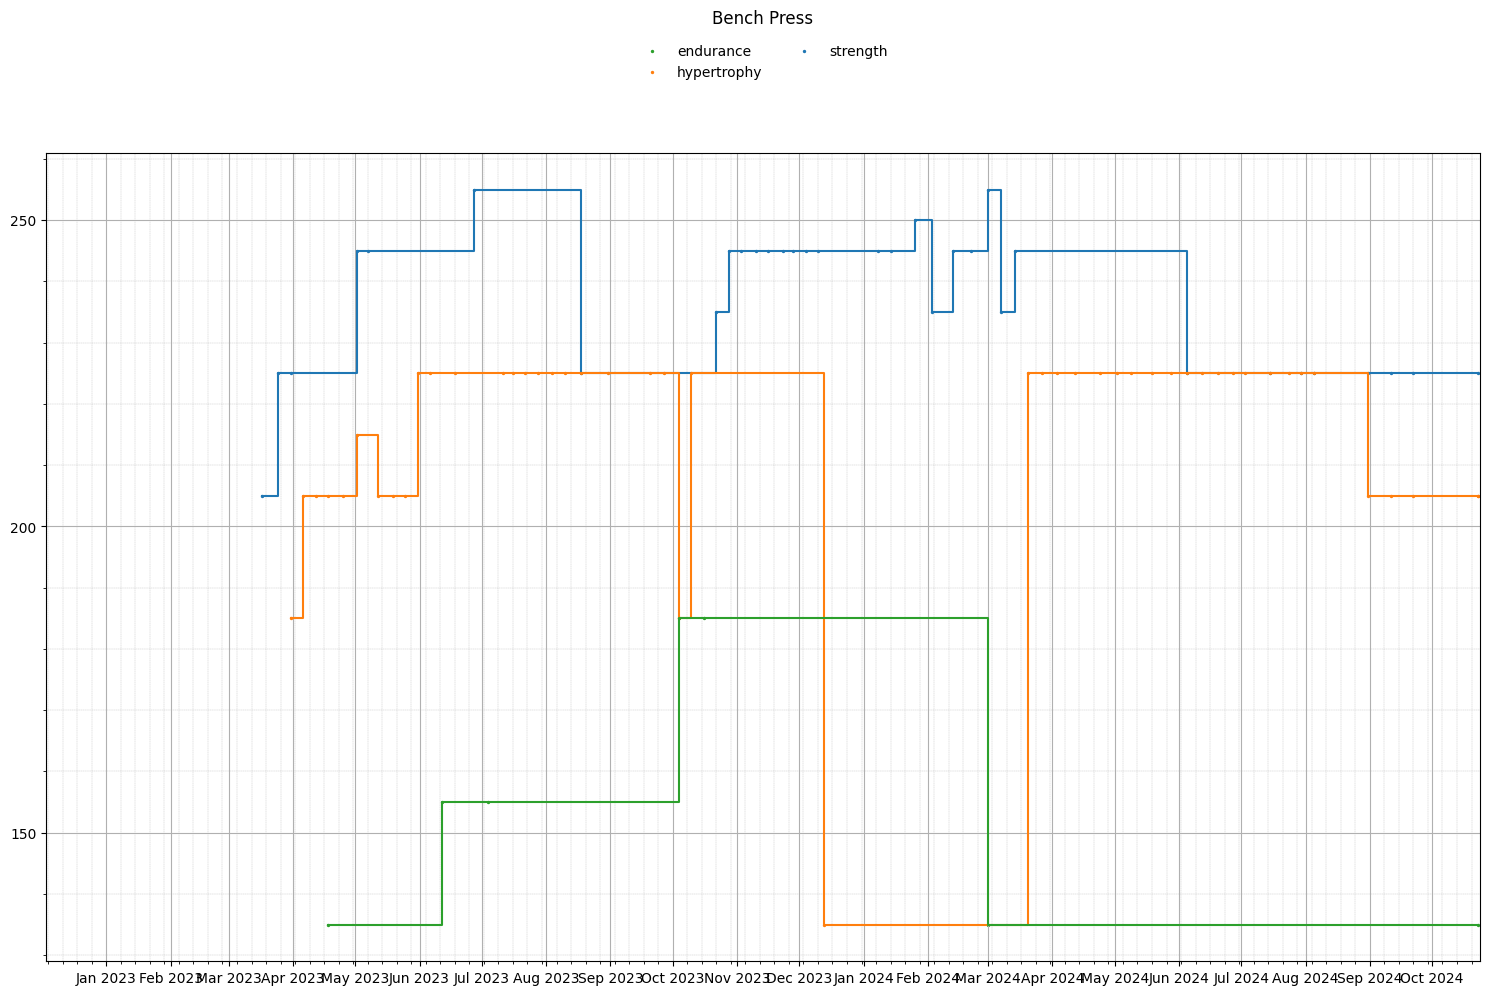 Bench Press
endurance strength
hypertrophy
250
200
150
Jan 2023 Feb 2023 Mar 2023 Apr 2023 May 2023 Jun 2023 Jul 2023 Aug 2023 Sep 2023 Oct 2023 Nov 2023 Dec 2023 Jan 2024 Feb 2024 Mar 2024 Apr 2024 May 2024 Jun 2024 Jul 2024 Aug 2024 Sep 2024 Oct 2024